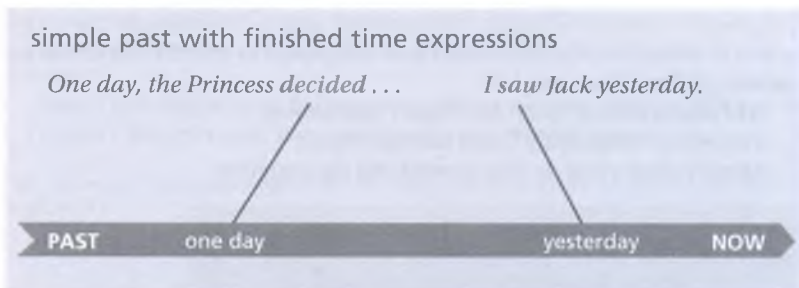 simple past with finished time expressions
One day, the Princess decided . . . I saw Jack yesterday.
PAST one day yesterday NOW